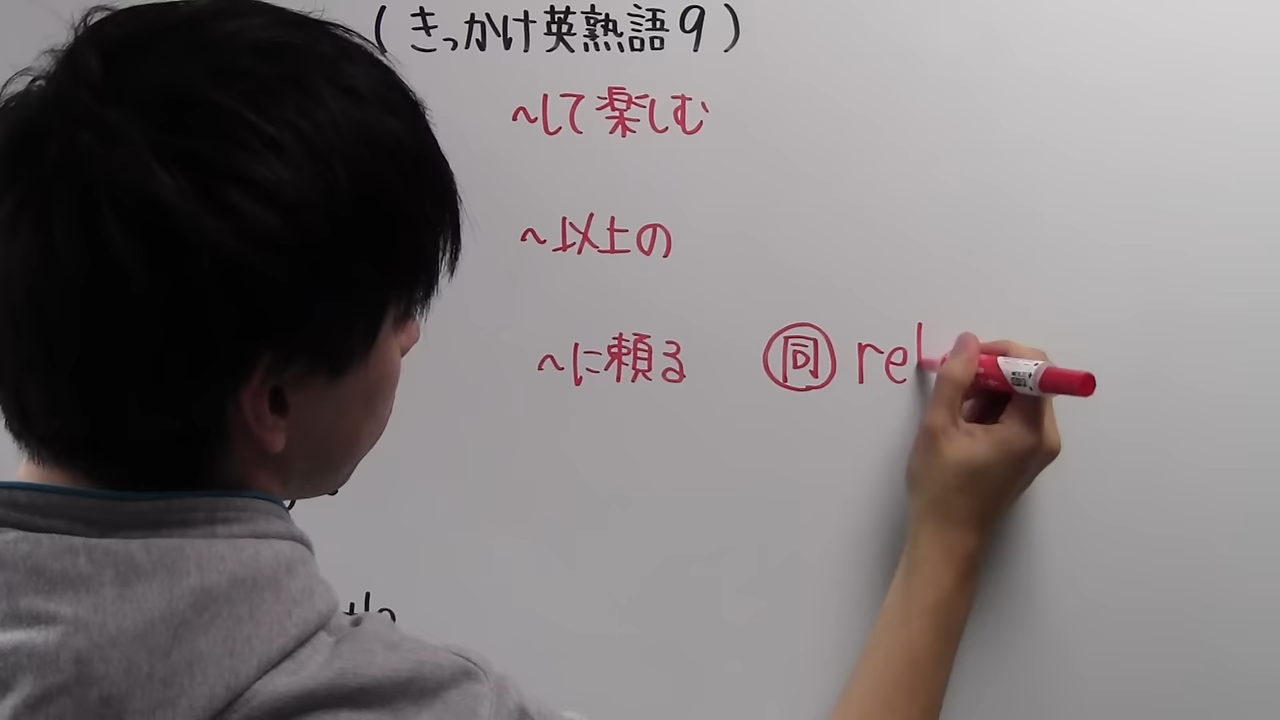 (きっかけ英熟語9)
~して楽しむ
~以上の
~に頼る 同 rel